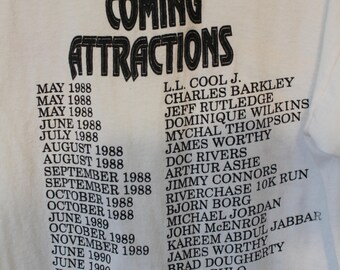 COMING
ATTRACTIONS
MAY 1988 L.L. COOL J.
MAY 1988 CHARLES BARKLEY
MAY 1988 JEFF RUTLEDGE
JUNE 1988 DOMINIQUE WILKINS
JULY 1988 MYCHAL THOMPSON
AUGUST 1988 JAMES WORTHY
AUGUST 1988 DOC RIVERS
SEPTEMBER 1988 ARTHUR ASHE
SEPTEMBER 1988 JIMMY CONNORS
OCTOBER 1988 RIVERCHASE 10K RUN
OCTOBER 1988 BJORN BORG
JUNE 1989 MICHAEL JORDAN
OCTOBER 1989 JOHN McENROE
NOVEMBER 1989 KAREEM ABDUL JABBAR
JUNE 1990 JAMES WORTHY
JUNE 1990 BRAD DOUGHERTY